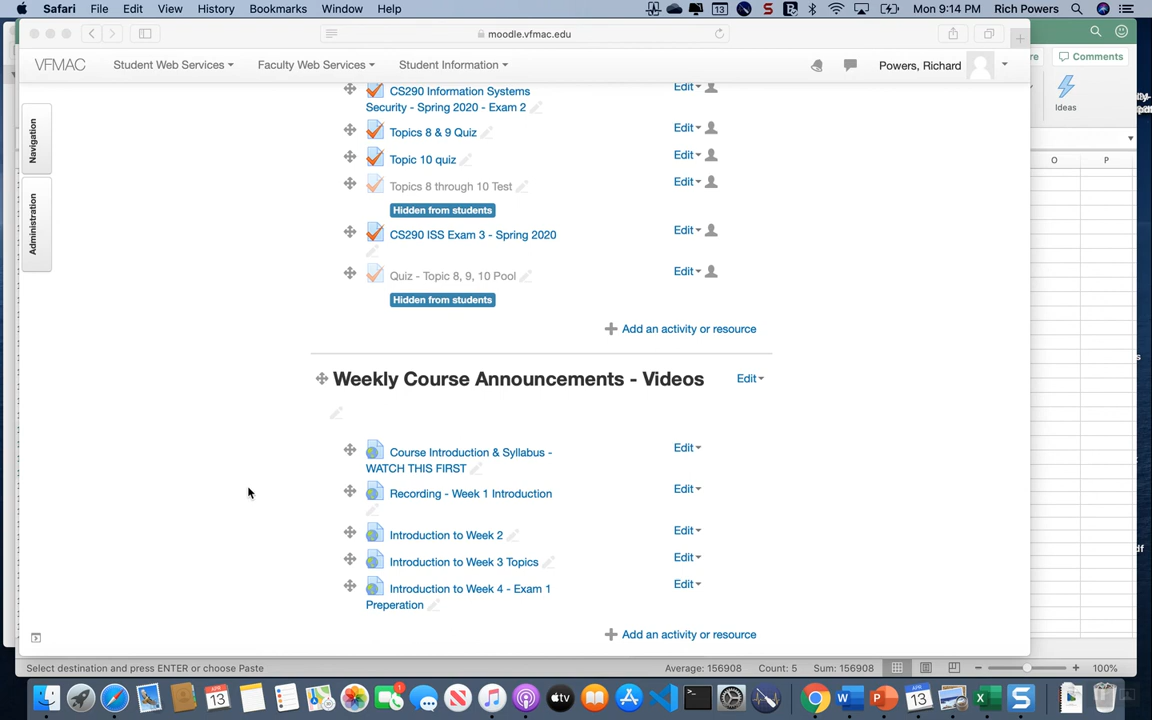 Safari File Edit View History Bookmarks Window Help
13
Mon 9:14 PM Rich Powers
moodle.vfmac.edu
VFMAC Student Web Services Faculty Web Services Student Information Powers, Richard
Comments
Ideas
O P
Navigation
Administration
CS290 Information Systems
Security - Spring 2020 - Exam 2
Edit
Topics 8 & 9 Quiz Edit
Topic 10 quiz Edit
Topics 8 through 10 Test Edit
Hidden from students
CS290 ISS Exam 3 - Spring 2020 Edit
Quiz - Topic 8, 9, 10 Pool Edit
Hidden from students
Add an activity or resource
Weekly Course Announcements - Videos Edit
Course Introduction & Syllabus - Edit
WATCH THIS FIRST
Recording - Week 1 Introduction Edit
Introduction to Week 2 Edit
Introduction to Week 3 Topics Edit
Introduction to Week 4 - Exam 1 Edit
Preperation
Add an activity or resource
Select destination and press ENTER or choose Paste Average: 156908 Count: 5 Sum: 156908 100%
13 1 tv 13